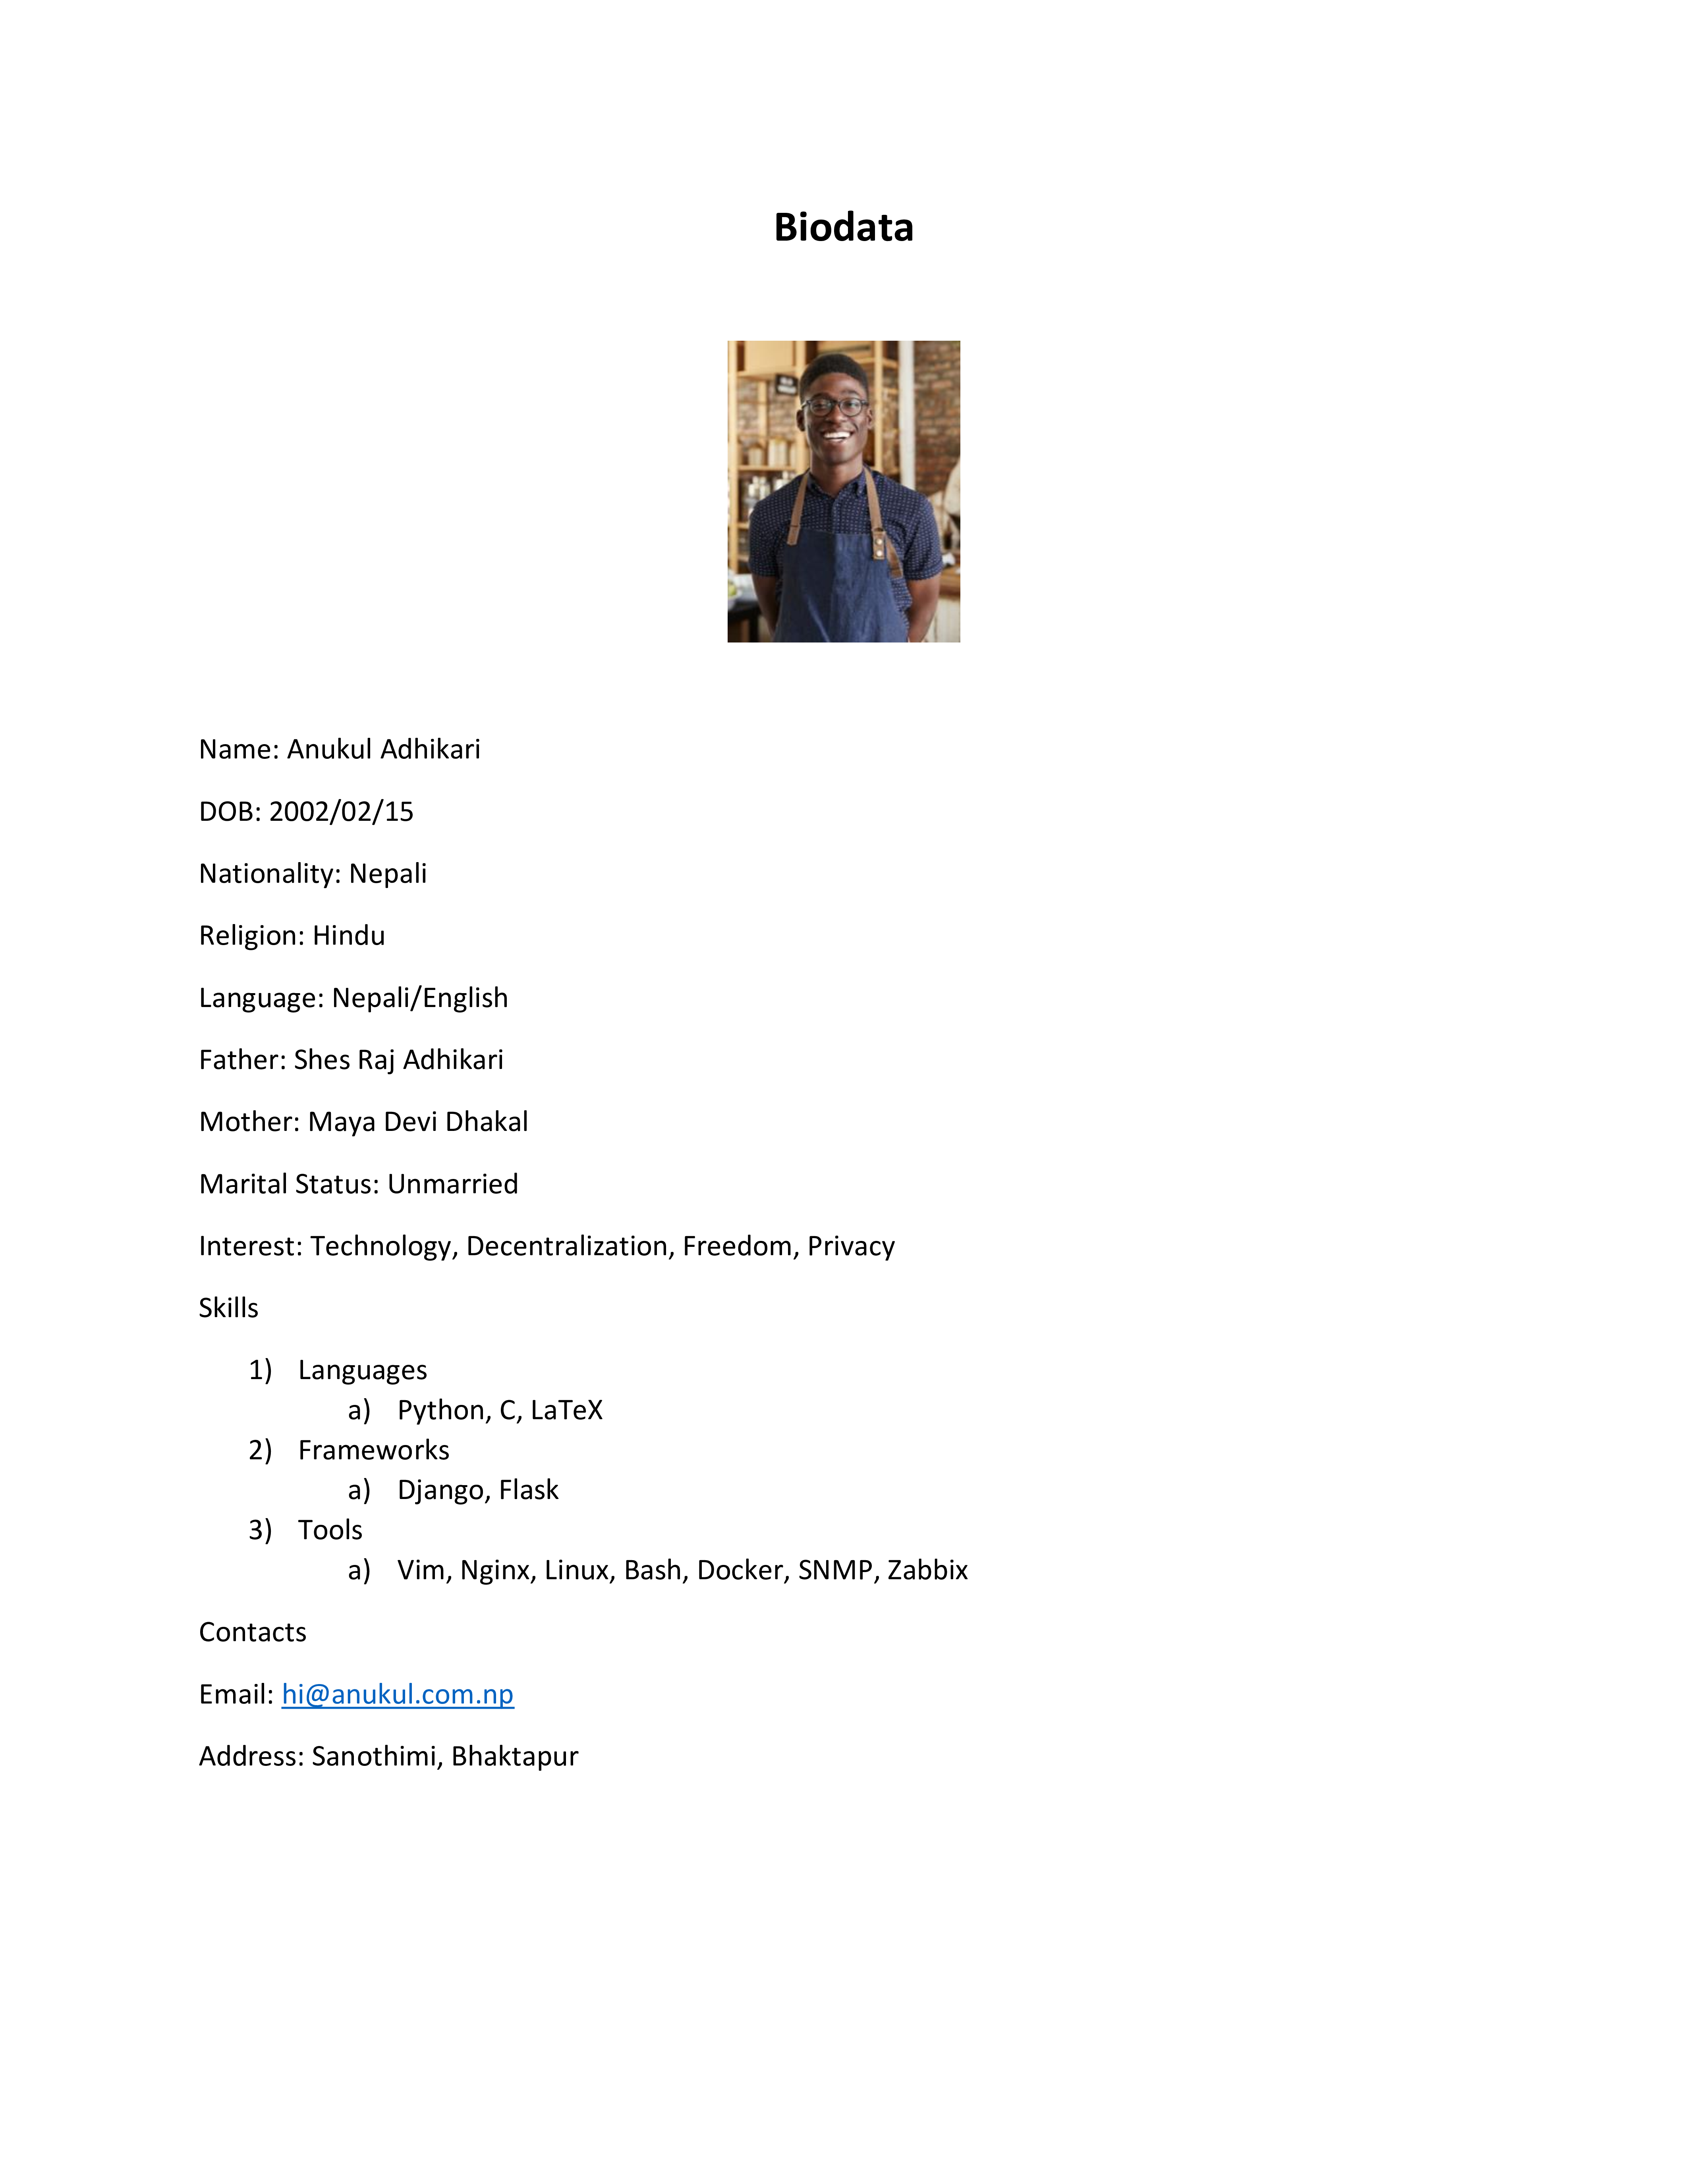 Biodata
Name: Anukul Adhikari
DOB: 2002/02/15
Nationality: Nepali
Religion: Hindu
Language: Nepali/English
Father: Shes Raj Adhikari
Mother: Maya Devi Dhakal
Marital Status: Unmarried
Interest: Technology, Decentralization, Freedom, Privacy
Skills
1) Languages
a) Python, C, LaTeX
2) Frameworks
a) Django, Flask
3) Tools
a) Vim, Nginx, Linux, Bash, Docker, SNMP, Zabbix
Contacts
Email: hi@anukul.com.np
Address: Sanothimi, Bhaktapur